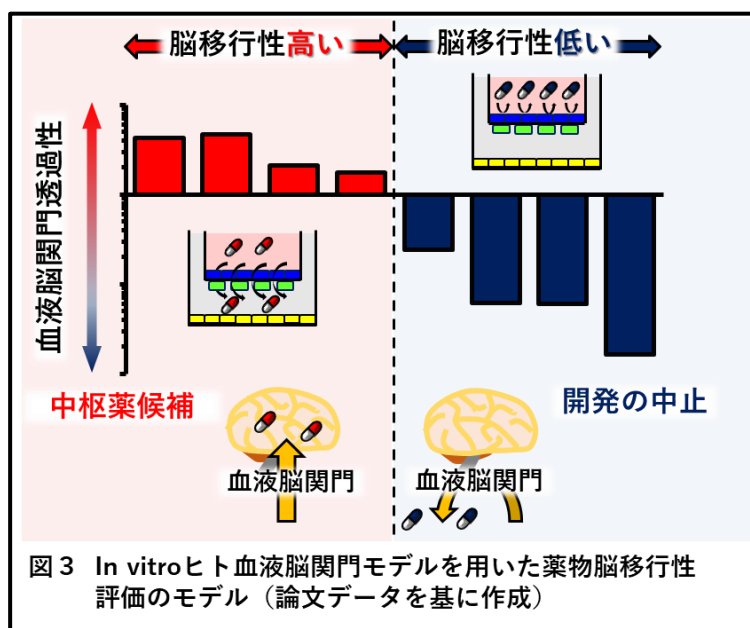 脳移行性高い
脳移行性低い
血液脳関門透過性
中枢薬候補
開発の中止
血液脳関門
血液脳関門
図3 In vitroヒト血液脳関門モデルを用いた薬物脳移行性
評価のモデル（論文データを基に作成）